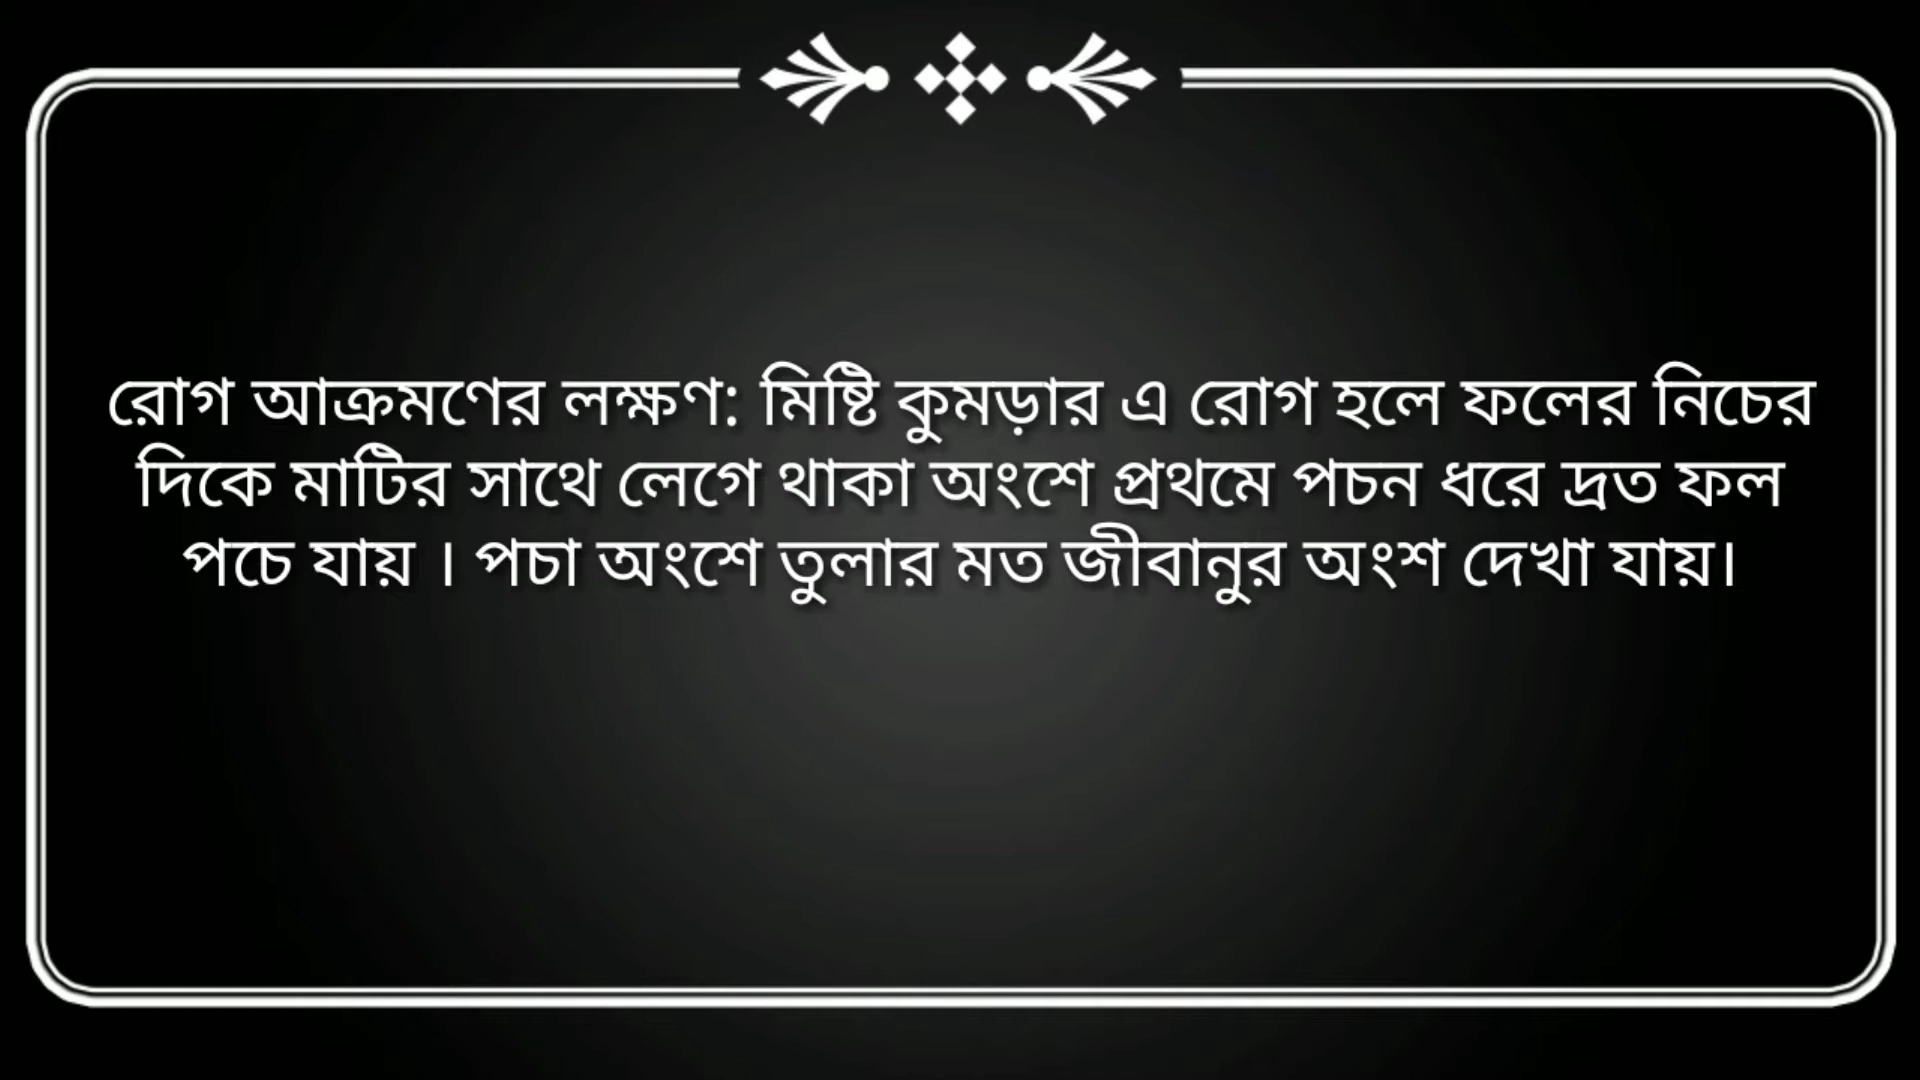 রোগ আক্রমণের লক্ষণ: মিষ্টি কুমড়ার এ রোগ হলে ফলের নিচের
দিকে মাটির সাথে লেগে থাকা অংশে প্রথমে পচন ধরে দ্রত ফল
পচে যায় । পচা অংশে তুলার মত জীবানুর অংশ দেখা যায়।